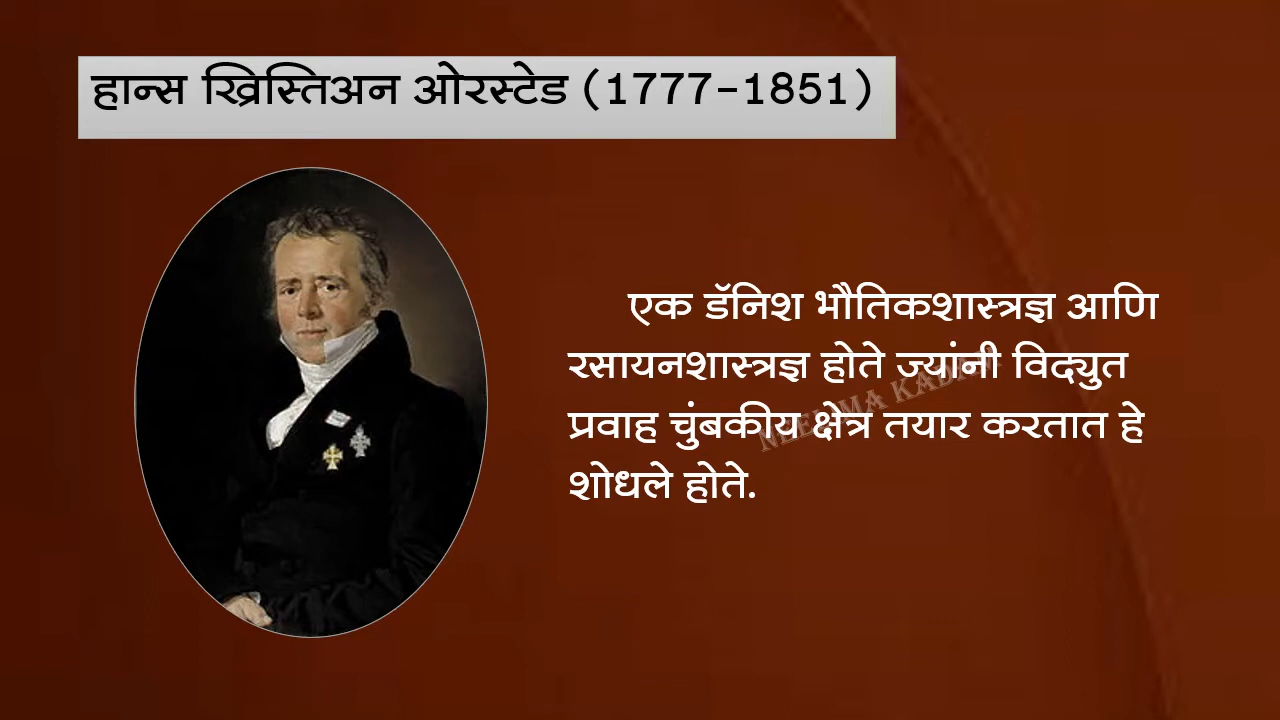 हान्स ख्रिस्तिअन ओरस्टेड (1777-1851)
एक डॅनिश भौतिकशास्त्रज्ञ आणि
रसायनशास्त्रज्ञ होते ज्यांनी विद्युत
प्रवाह चुंबकीय क्षेत्र तयार करतात हे
शोधले होते.